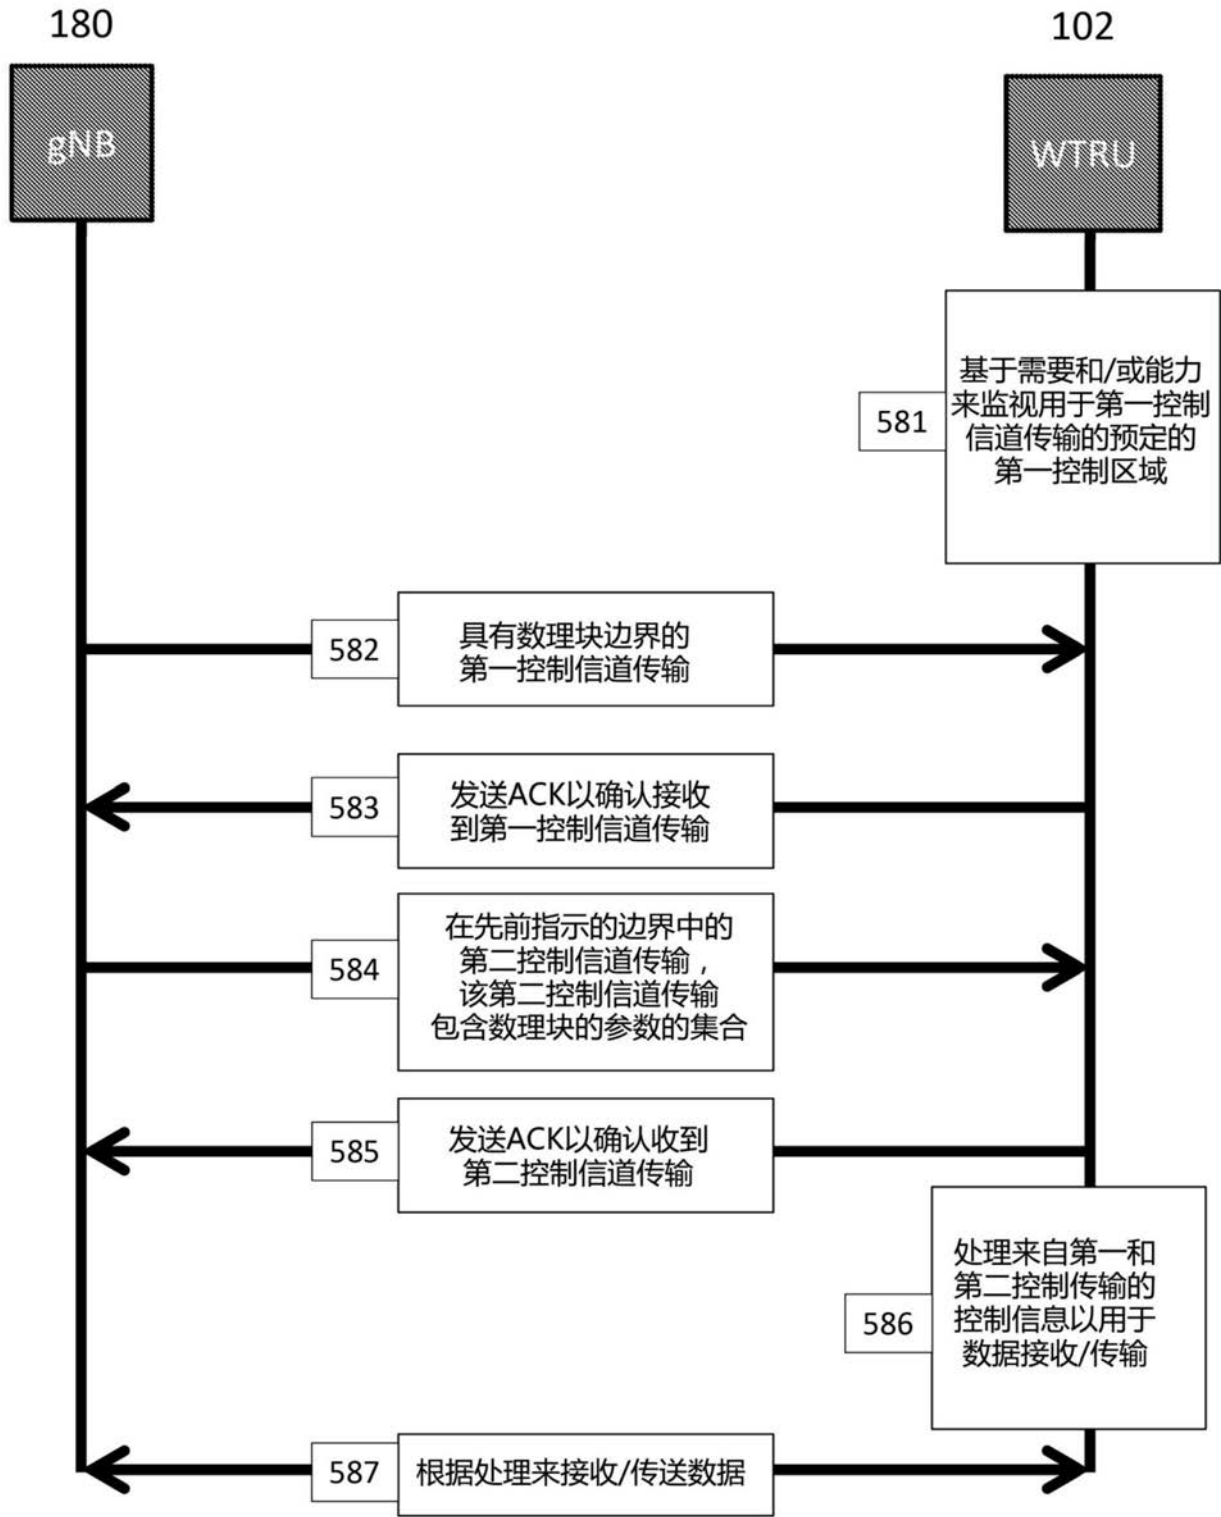 180
102
gNB
WTRU
581
基于需要和/或能力
来监视用于第一控制
信道传输的预定的
第一控制区域
582
具有数理块边界的
第一控制信道传输
583
发送ACK以确认接收
到第一控制信道传输
584
在先前指示的边界中的
第二控制信道传输，
该第二控制信道传输
包含数理块的参数的集合
585
发送ACK以确认收到
第二控制信道传输
586
处理来自第一和
第二控制传输的
控制信息以用于
数据接收/传输
587
根据处理来接收/传送数据